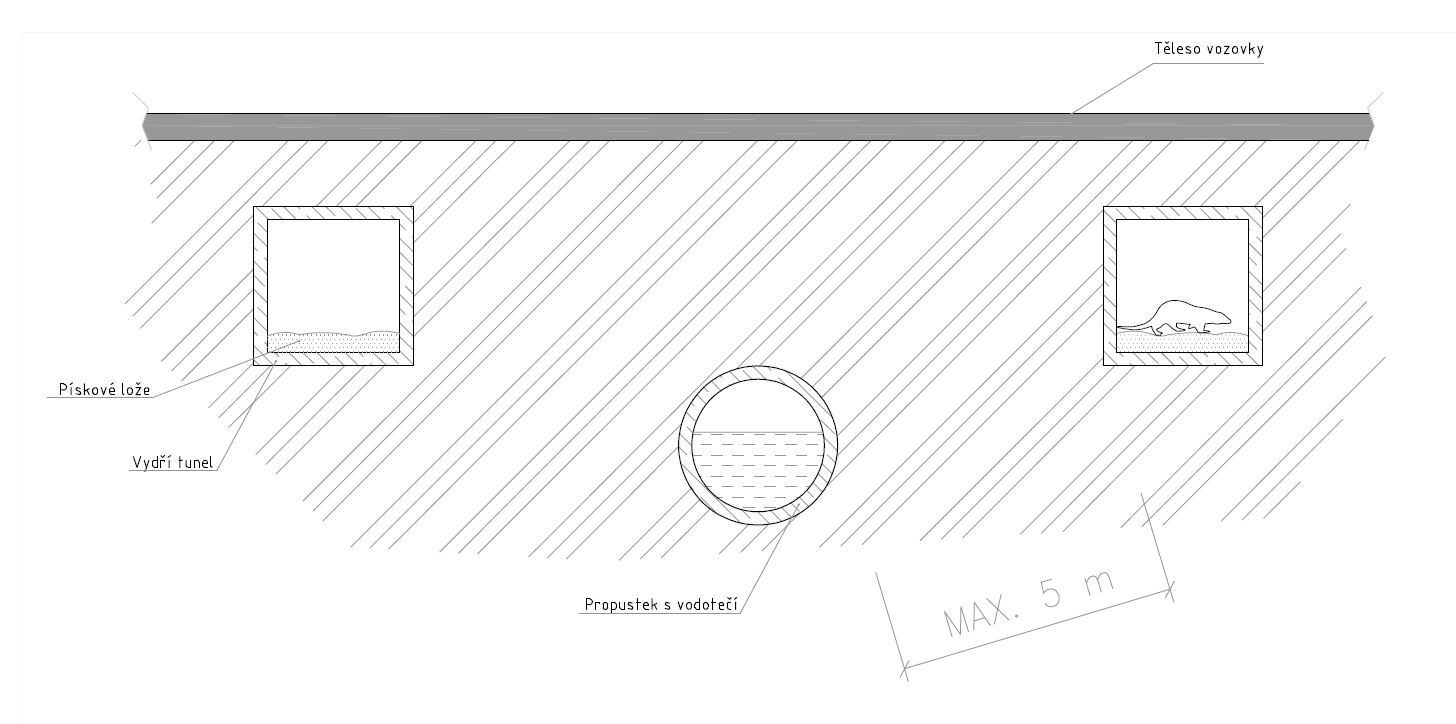 Těleso vozovky
Pískové lože
Vydří tunel
Propustek s vodotečí
MAX. 5 m